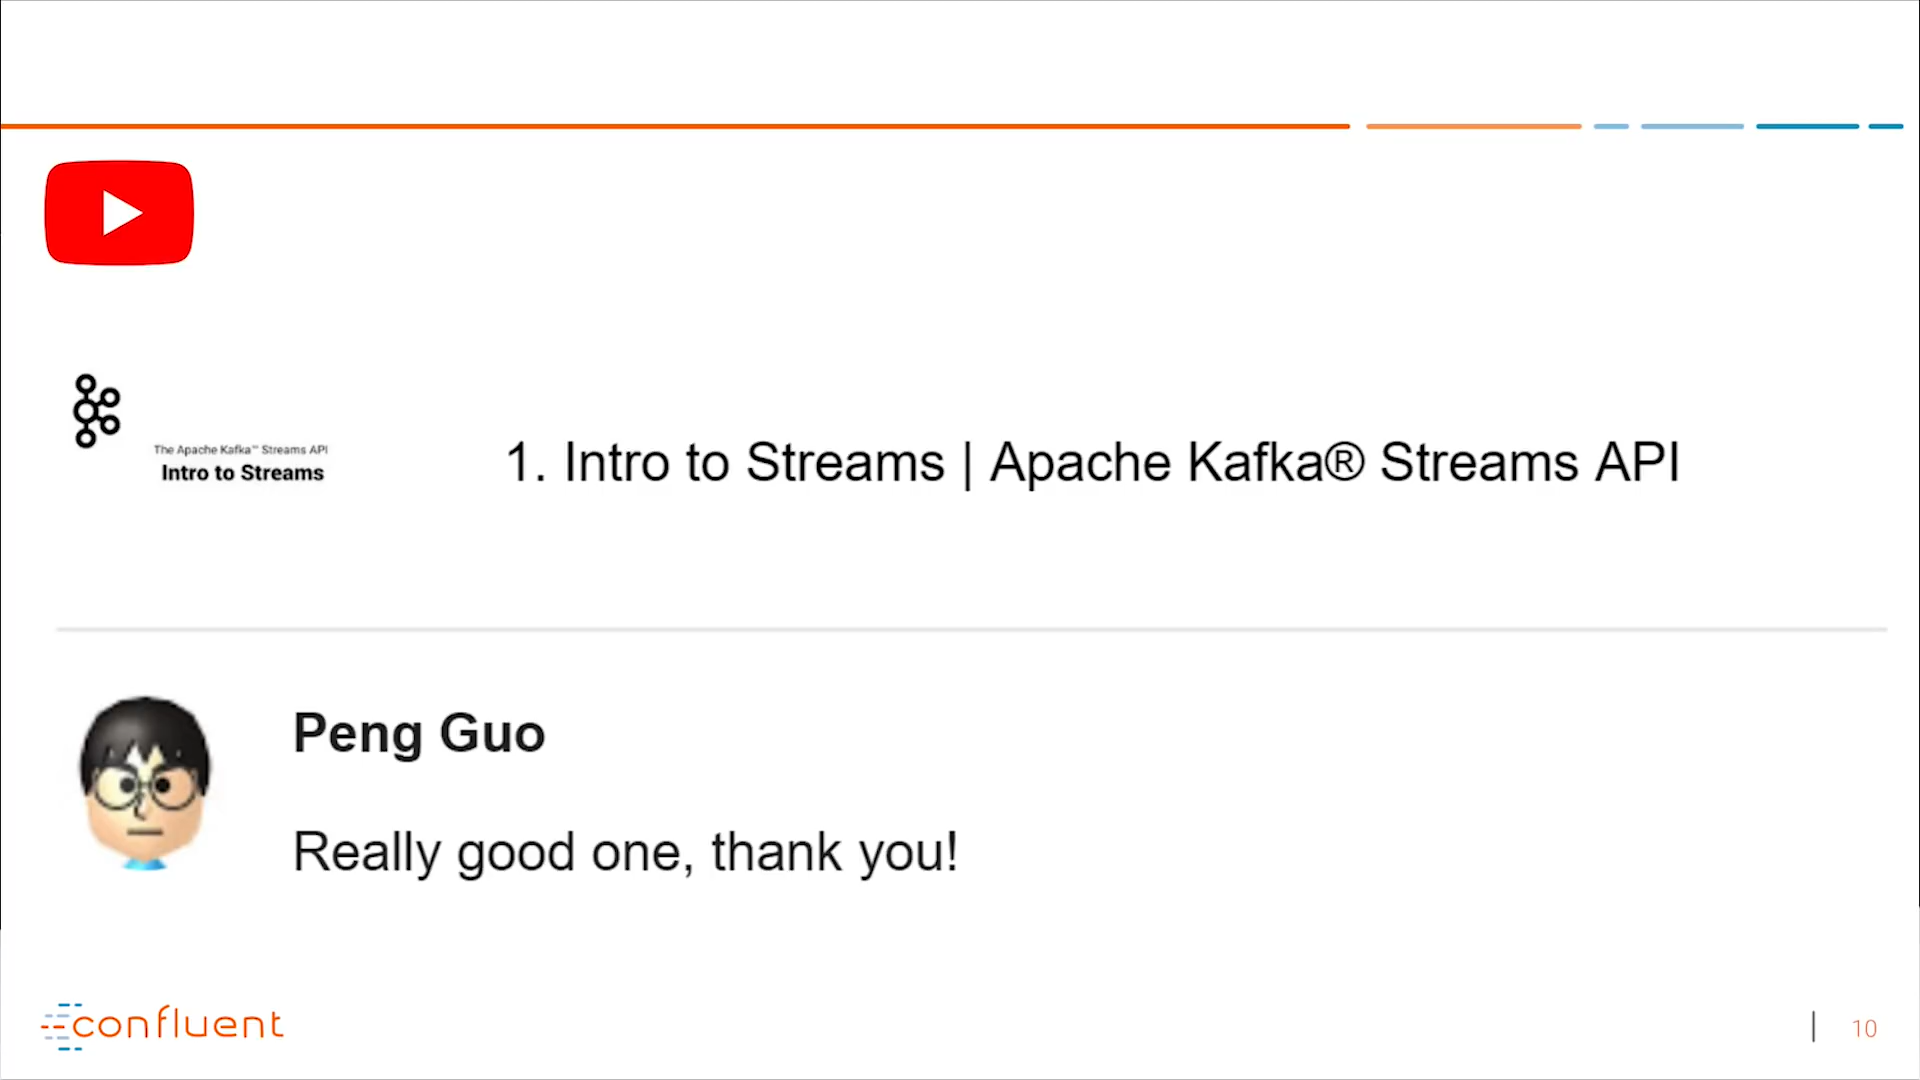 The Apache Kafka™ Streams API
Intro to Streams
1. Intro to Streams | Apache Kafka® Streams API
Peng Guo
Really good one, thank you!
confluent
| 10